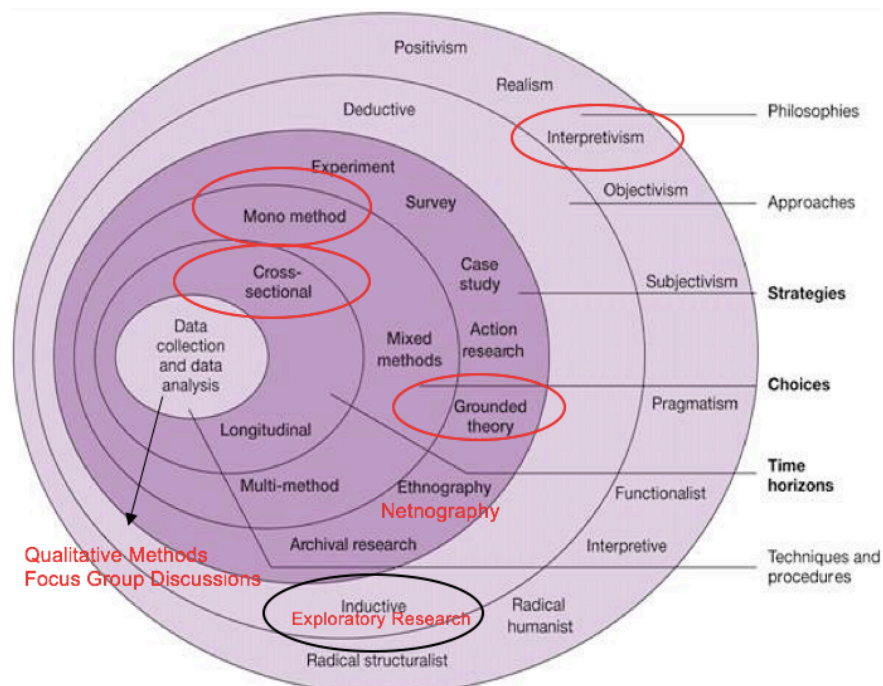 Positivism
Realism
Philosophies
Deductive
Interpretivism
Experiment
Objectivism
Approaches
Survey
Mono method
Cross-
sectional
Case
study
Subjectivism
Strategies
Data
collection
and data
analysis
Mixed
methods
Action
research
Choices
Grounded
theory
Pragmatism
Longitudinal
Time
horizons
Multi-method
Ethnography
Netnography
Functionalist
Archival research
Interpretive
Qualitative Methods
Focus Group Discussions
Techniques and
procedures
Inductive
Exploratory Research
Radical
humanist
Radical structuralist